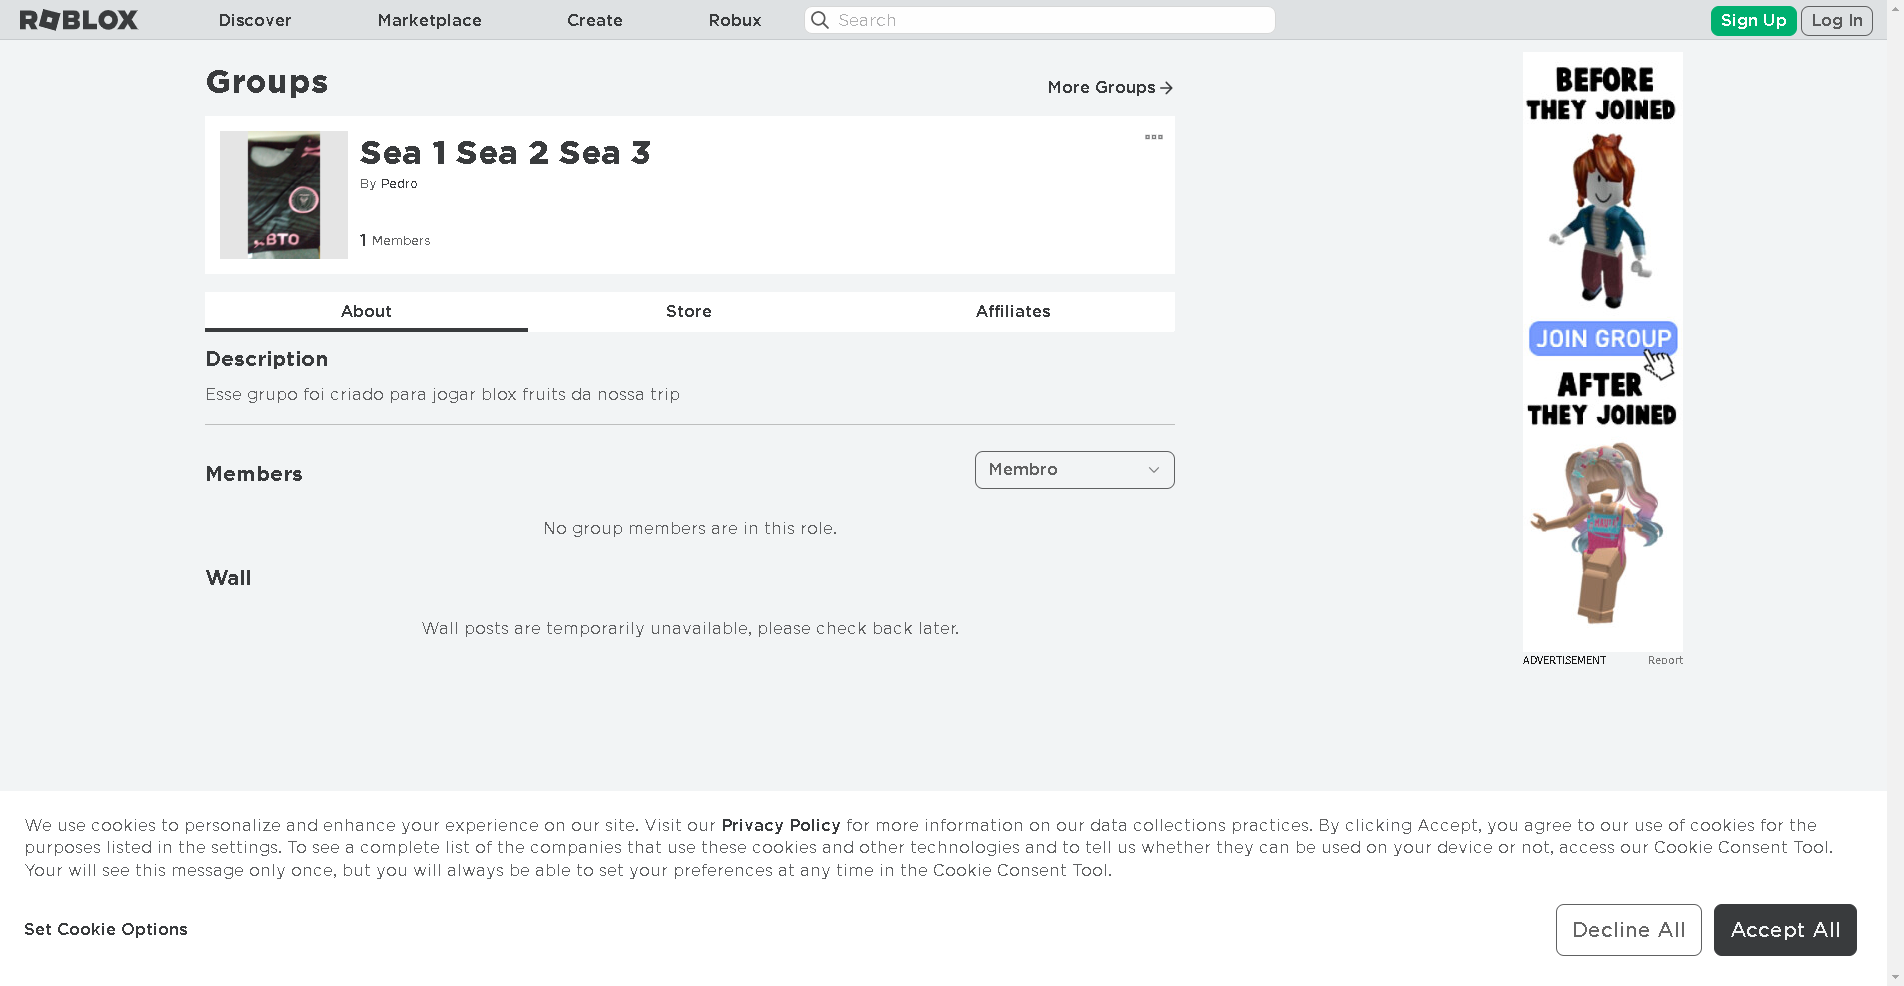 ROBLOX
Discover
Marketplace
Create
Robux
Search
Sign Up
Log In
Groups
More Groups
Sea 1 Sea 2 Sea 3
By Pedro
1 Members
BTO
About
Store
Affiliates
Description
Esse grupo foi criado para jogar blox fruits da nossa trip
Members
Membro
No group members are in this role.
Wall
Wall posts are temporarily unavailable, please check back later.
BEFORE
THEY JOINED
JOIN GROUP
AFTER
THEY JOINED
ADVERTISEMENT
Report
We use cookies to personalize and enhance your experience on our site. Visit our Privacy Policy for more information on our data collections practices. By clicking Accept, you agree to our use of cookies for the
purposes listed in the settings. To see a complete list of the companies that use these cookies and other technologies and to tell us whether they can be used on your device or not, access our Cookie Consent Tool.
Your will see this message only once, but you will always be able to set your preferences at any time in the Cookie Consent Tool.
Set Cookie Options
Decline All
Accept All